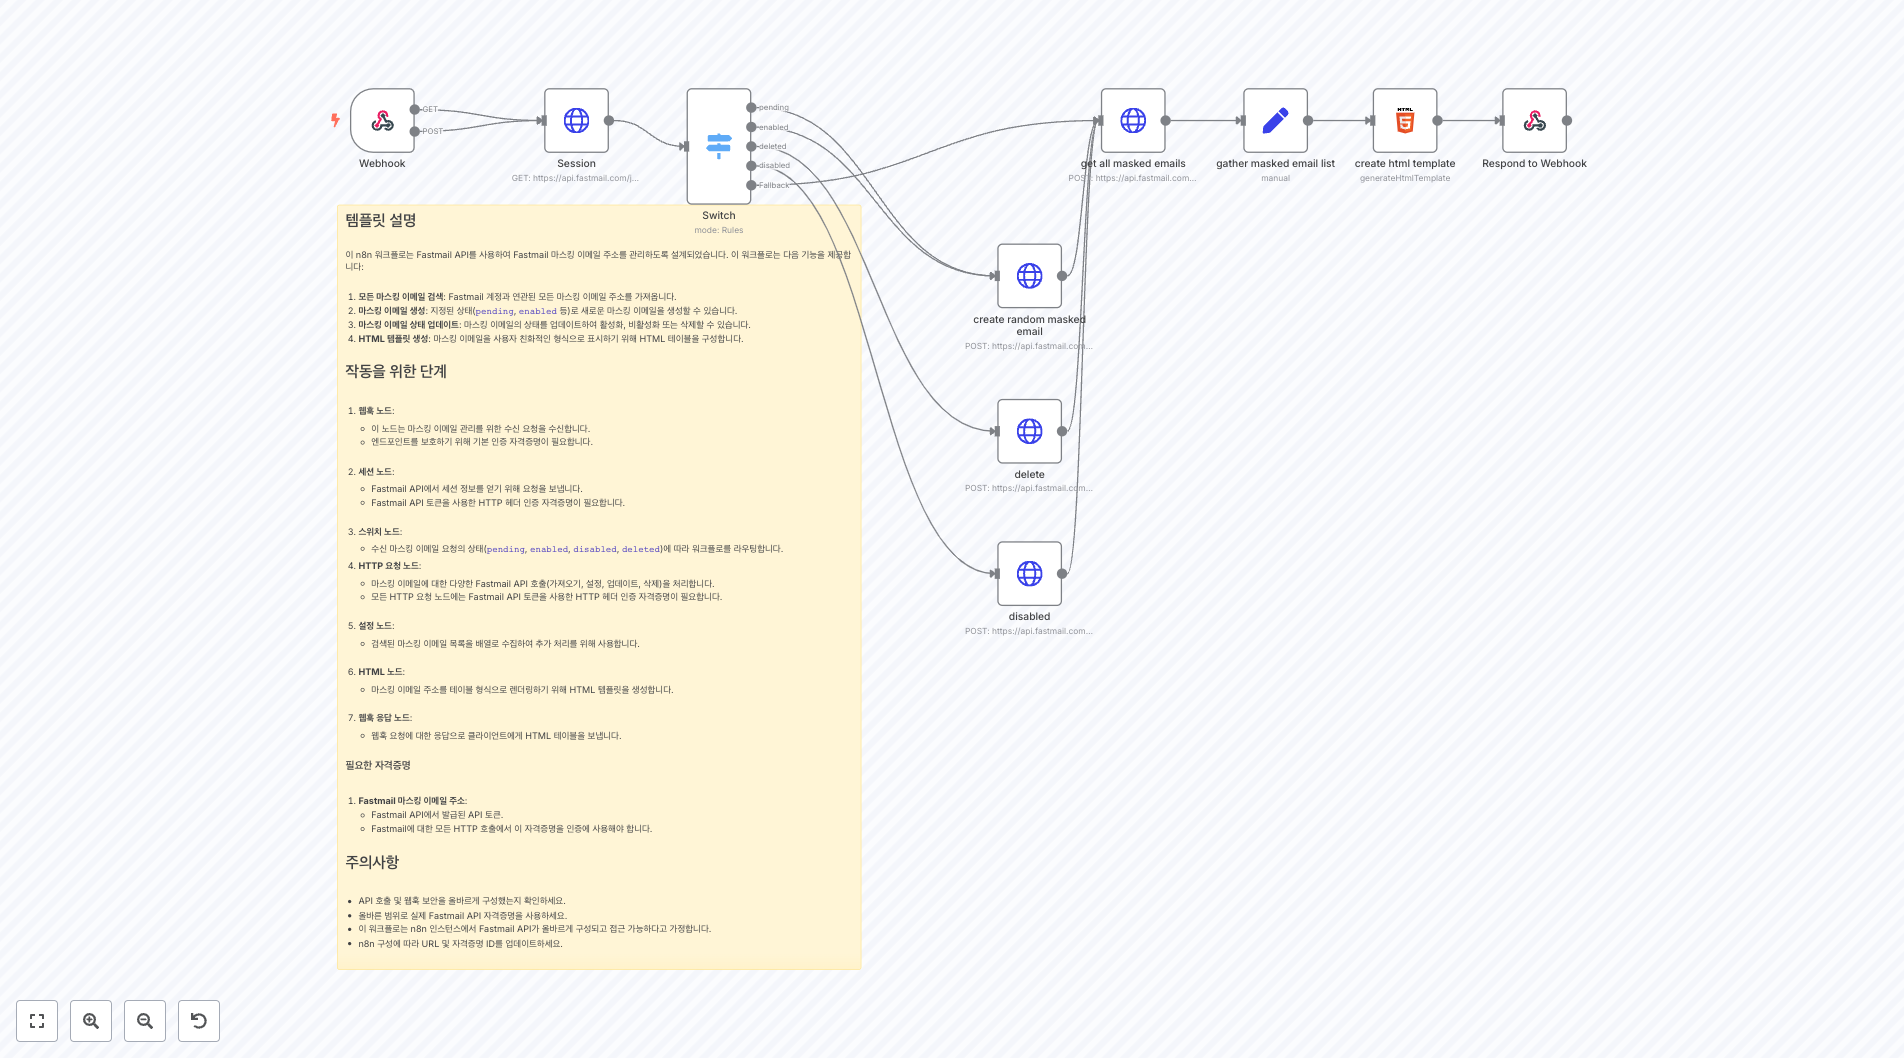 GET
POST
Webhook
Session
GET: https://api.fastmail.com/j...
pending
enabled
deleted
disabled
Fallback
Switch
mode: Rules
get all masked emails
POST: https://api.fastmail.com...
gather masked email list
manual
create html template
generateHtmlTemplate
Respond to Webhook
create random masked
email
POST: https://api.fastmail.com...
delete
POST: https://api.fastmail.com...
disabled
POST: https://api.fastmail.com...
템플릿 설명
이 n8n 워크플로는 Fastmail API를 사용하여 Fastmail 마스킹 이메일 주소를 관리하도록 설계되었습니다. 이 워크플로는 다음 기능을 제공합
니다:
1. 모든 마스킹 이메일 검색: Fastmail 계정과 연관된 모든 마스킹 이메일 주소를 가져옵니다.
2. 마스킹 이메일 생성: 지정된 상태(pending, enabled 등)로 새로운 마스킹 이메일을 생성할 수 있습니다.
3. 마스킹 이메일 상태 업데이트: 마스킹 이메일의 상태를 업데이트하여 활성화, 비활성화 또는 삭제할 수 있습니다.
4. HTML 템플릿 생성: 마스킹 이메일을 사용자 친화적인 형식으로 표시하기 위해 HTML 테이블을 구성합니다.
작동을 위한 단계
1. 웹훅 노드:
이 노드는 마스킹 이메일 관리를 위한 수신 요청을 수신합니다.
엔드포인트를 보호하기 위해 기본 인증 자격증명이 필요합니다.
2. 세션 노드:
Fastmail API에서 세션 정보를 얻기 위해 요청을 보냅니다.
Fastmail API 토큰을 사용한 HTTP 헤더 인증 자격증명이 필요합니다.
3. 스위치 노드:
수신 마스킹 이메일 요청의 상태(pending, enabled, disabled, deleted)에 따라 워크플로를 라우팅합니다.
4. HTTP 요청 노드:
마스킹 이메일에 대한 다양한 Fastmail API 호출(가져오기, 설정, 업데이트, 삭제)을 처리합니다.
모든 HTTP 요청 노드에는 Fastmail API 토큰을 사용한 HTTP 헤더 인증 자격증명이 필요합니다.
5. 설정 노드:
검색된 마스킹 이메일 목록을 배열로 수집하여 추가 처리를 위해 사용합니다.
6. HTML 노드:
마스킹 이메일 주소를 테이블 형식으로 렌더링하기 위해 HTML 템플릿을 생성합니다.
7. 웹훅 응답 노드:
웹훅 요청에 대한 응답으로 클라이언트에게 HTML 테이블을 보냅니다.
필요한 자격증명
1. Fastmail 마스킹 이메일 주소:
Fastmail API에서 발급된 API 토큰.
Fastmail에 대한 모든 HTTP 호출에서 이 자격증명을 인증에 사용해야 합니다.
주의사항
API 호출 및 웹훅 보안을 올바르게 구성했는지 확인하세요.
올바른 범위로 실제 Fastmail API 자격증명을 사용하세요.
이 워크플로는 n8n 인스턴스에서 Fastmail API가 올바르게 구성되고 접근 가능하다고 가정합니다.
n8n 구성에 따라 URL 및 자격증명 ID를 업데이트하세요.